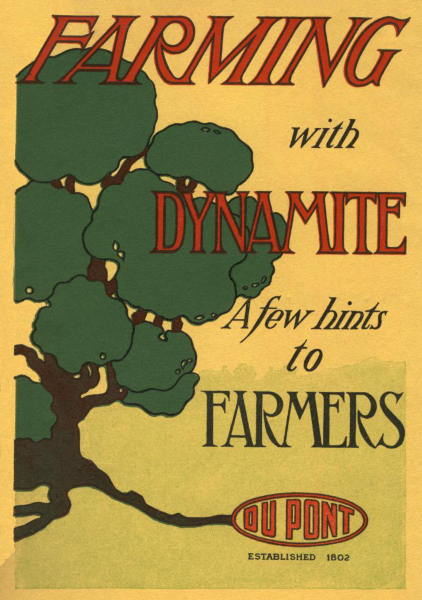 FARMING
with
DYNAMITE
A few hints
to
FARMERS
DU PONT
ESTABLISHED 1802